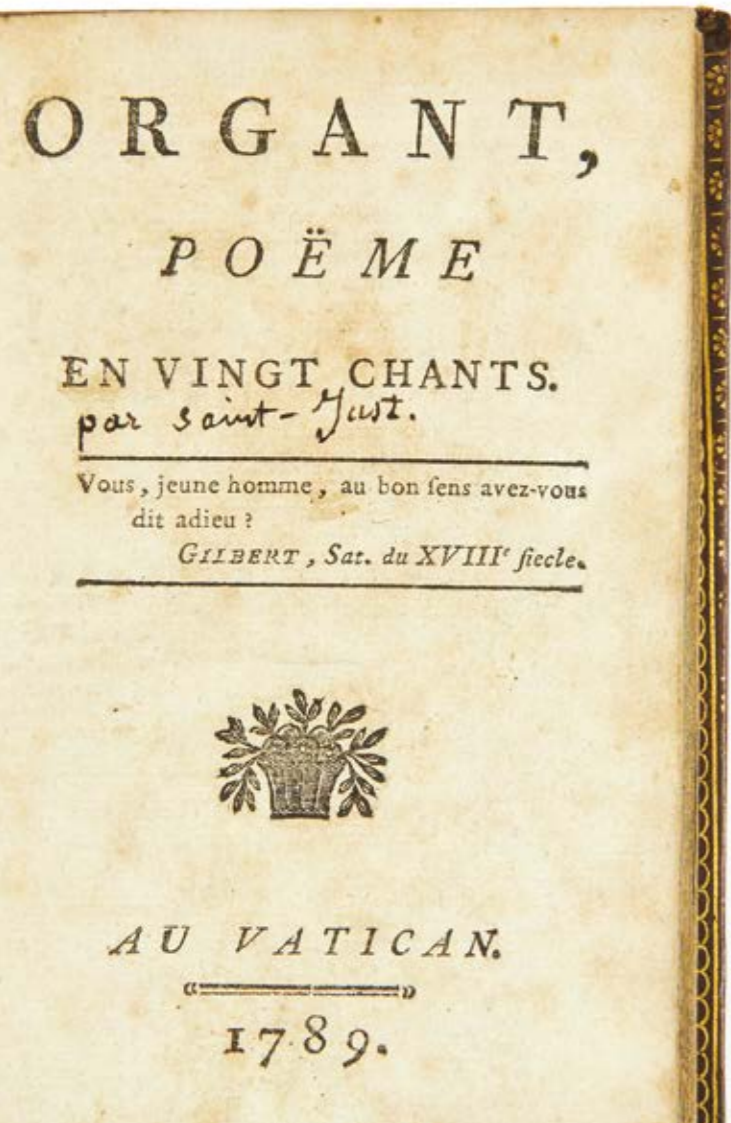 ORGANT,
POËME
EN VINGT CHANTS.
par saint-Just.
Vous, jeune homme, au bon ſens avez-vous
dit adieu ?
GILBERT, Sat. du XVIIIᵉ ſiecle.
AU VATICAN.
1789.